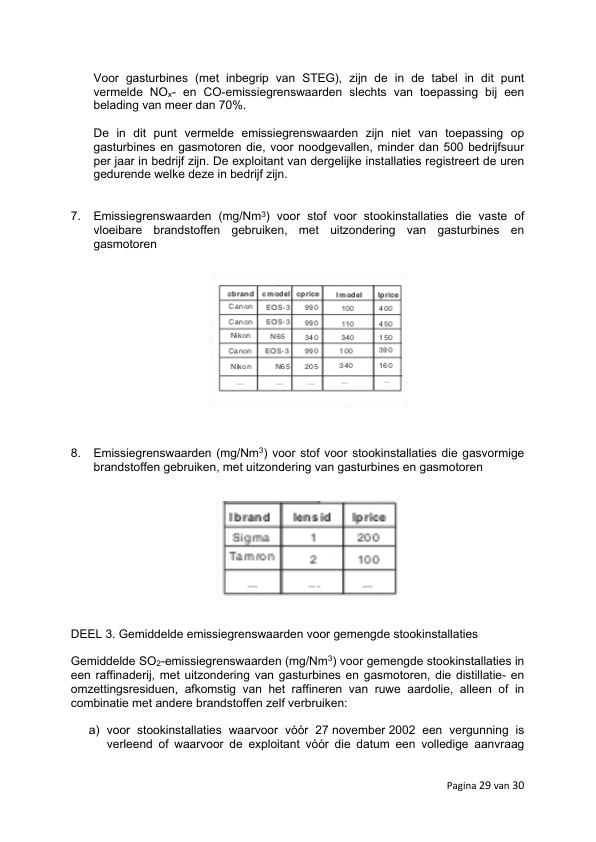 Voor gasturbines (met inbegrip van STEG), zijn de in de tabel in dit punt
vermelde NOx- en CO-emissiegrenswaarden slechts van toepassing bij een
belading van meer dan 70%.
De in dit punt vermelde emissiegrenswaarden zijn niet van toepassing op
gasturbines en gasmotoren die, voor noodgevallen, minder dan 500 bedrijfsuur
per jaar in bedrijf zijn. De exploitant van dergelijke installaties registreert de uren
gedurende welke deze in bedrijf zijn.
7. Emissiegrenswaarden (mg/Nm³) voor stof voor stookinstallaties die vaste of
vloeibare brandstoffen gebruiken, met uitzondering van gasturbines en
gasmotoren
cbrand cmodel cprice lmodel lprice
Canon EOS-3 990 100 400
Canon EOS-3 990 110 450
Nikon N65 340 340 150
Canon EOS-3 990 100 390
Nikon N65 205 340 160
... ... ... ... ...
8. Emissiegrenswaarden (mg/Nm³) voor stof voor stookinstallaties die gasvormige
brandstoffen gebruiken, met uitzondering van gasturbines en gasmotoren
lbrand lensid lprice
Sigma 1 200
Tamron 2 100
... ... ...
DEEL 3. Gemiddelde emissiegrenswaarden voor gemengde stookinstallaties
Gemiddelde SO₂-emissiegrenswaarden (mg/Nm³) voor gemengde stookinstallaties in
een raffinaderij, met uitzondering van gasturbines en gasmotoren, die distillatie- en
omzettingsresiduen, afkomstig van het raffineren van ruwe aardolie, alleen of in
combinatie met andere brandstoffen zelf verbruiken:
a) voor stookinstallaties waarvoor vóór 27 november 2002 een vergunning is
verleend of waarvoor de exploitant vóór die datum een volledige aanvraag
Pagina 29 van 30